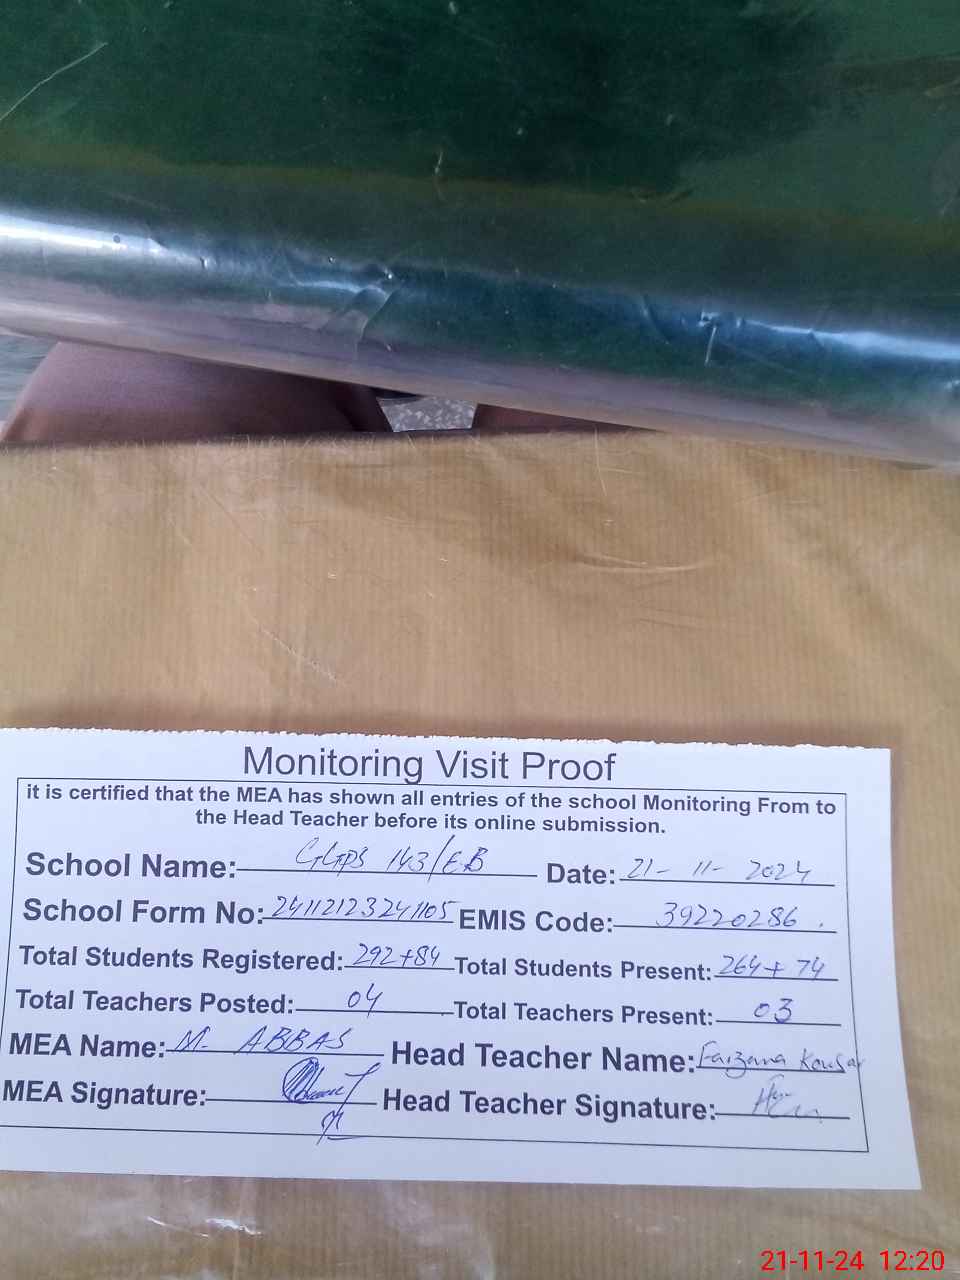 Monitoring Visit Proof
it is certified that the MEA has shown all entries of the school Monitoring From to
the Head Teacher before its online submission.
School Name: GGPS 143/EB Date: 21-11-2024
School Form No: 24112123241105 EMIS Code: 39220286
Total Students Registered: 292+84 Total Students Present: 264+74
Total Teachers Posted: 04 Total Teachers Present: 03
MEA Name: M. ABBAS Head Teacher Name: Faizana Kousar
MEA Signature: Head Teacher Signature:
21-11-24 12:20